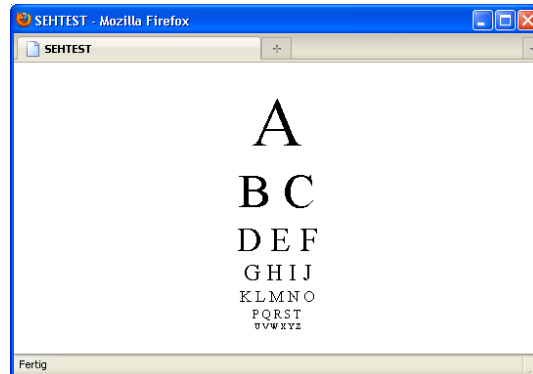 SEHTEST - Mozilla Firefox
SEHTEST
A
B C
D E F
G H I J
K L M N O
P Q R S T
U V W X Y Z
Fertig